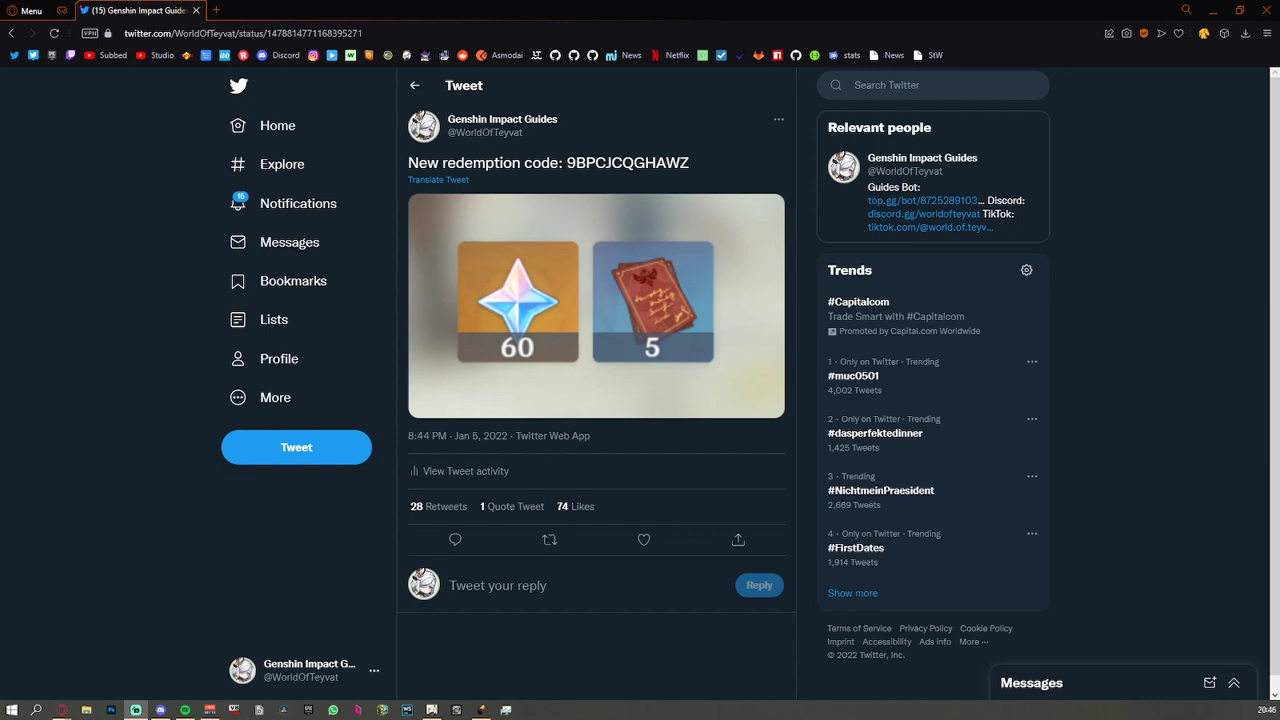 Menu
(15) Genshin Impact Guides
VPN
twitter.com/WorldOfTeyvat/status/1478814771168395271
Subbed
Studio
Discord
Asmodai
News
Netflix
stats
News
StW
Tweet
Search Twitter
Home
Explore
15
Notifications
Messages
Bookmarks
Lists
Profile
More
Tweet
Genshin Impact G...
@WorldOfTeyvat
Genshin Impact Guides
@WorldOfTeyvat
New redemption code: 9BPCJCQGHAWZ
Translate Tweet
60
5
8:44 PM · Jan 5, 2022 · Twitter Web App
View Tweet activity
28 Retweets 1 Quote Tweet 74 Likes
Tweet your reply
Reply
Relevant people
Genshin Impact Guides
@WorldOfTeyvat
Guides Bot:
top.gg/bot/8725289103... Discord:
discord.gg/worldofteyvat TikTok:
tiktok.com/@world.of.teyv...
Trends
#Capitalcom
Trade Smart with #Capitalcom
Promoted by Capital.com Worldwide
1 · Only on Twitter · Trending
#muc0501
4,002 Tweets
2 · Only on Twitter · Trending
#dasperfektedinner
1,425 Tweets
3 · Trending
#NichtmeinPraesident
2,669 Tweets
4 · Only on Twitter · Trending
#FirstDates
1,914 Tweets
Show more
Terms of Service Privacy Policy Cookie Policy
Imprint Accessibility Ads info More ···
© 2022 Twitter, Inc.
Messages
20:46